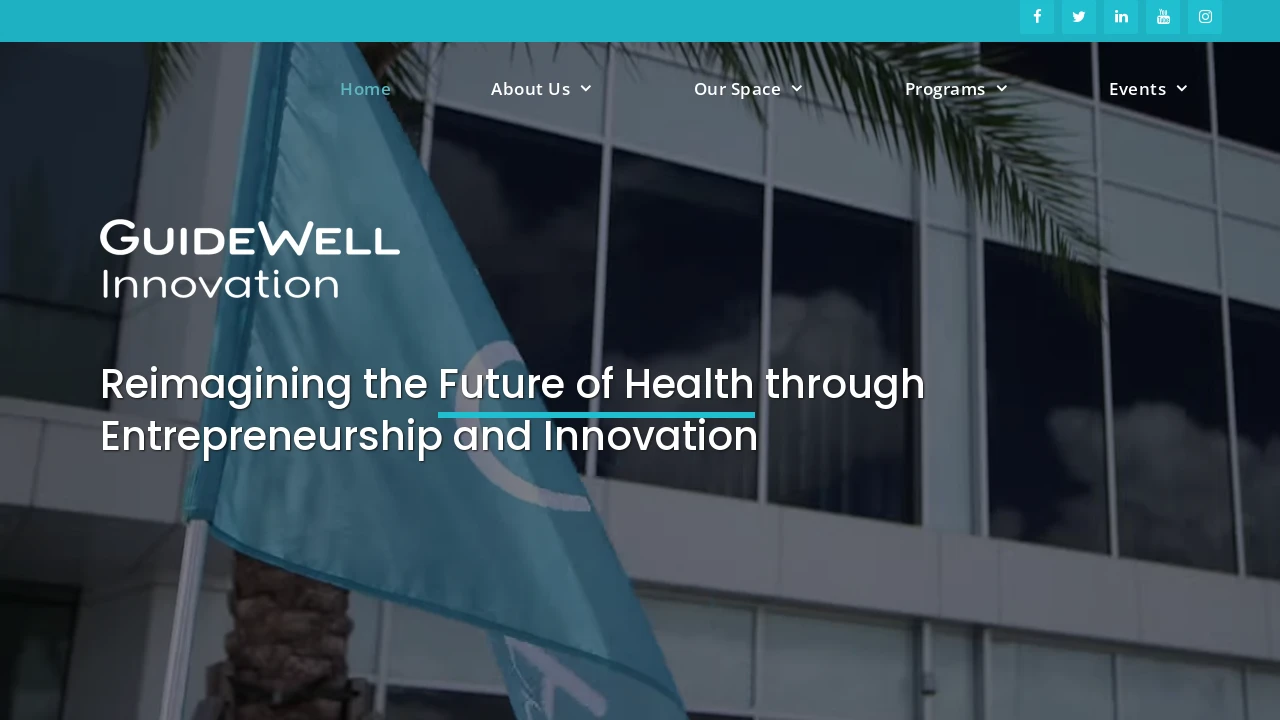 Home
About Us
Our Space
Programs
Events
GUIDEWELL
Innovation
Reimagining the Future of Health through
Entrepreneurship and Innovation